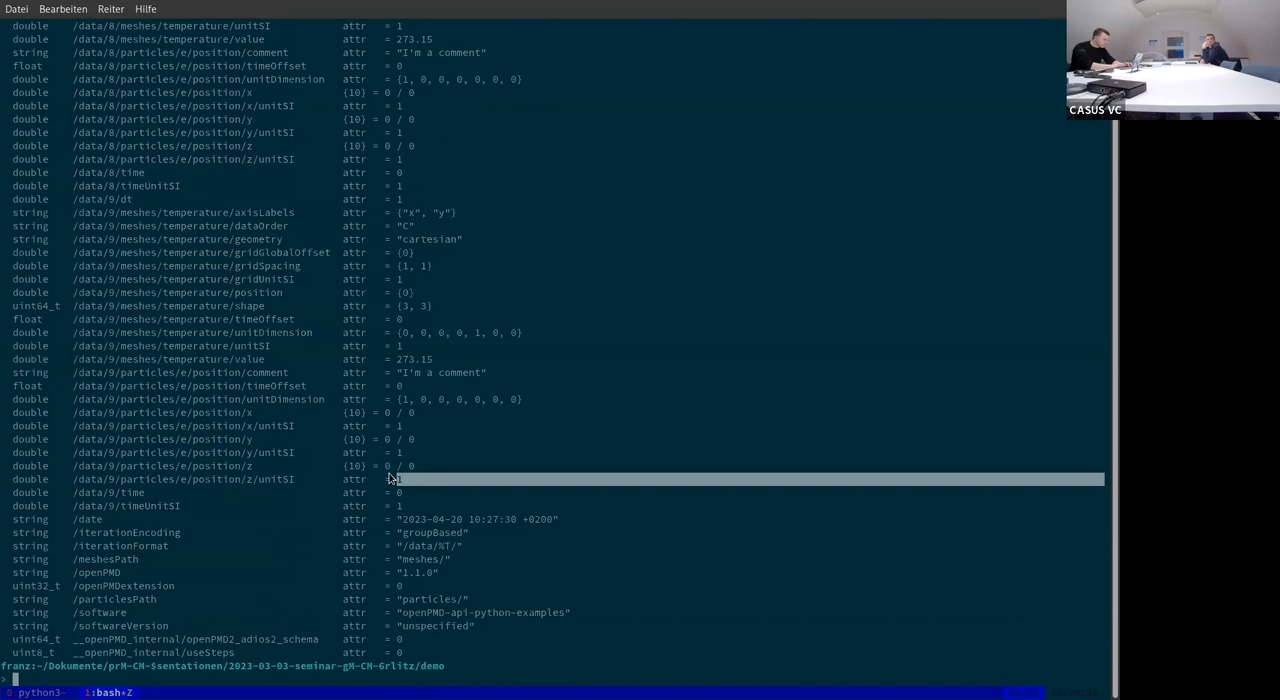 Datei Bearbeiten Reiter Hilfe
double /data/8/meshes/temperature/unitSI attr = 1
double /data/8/meshes/temperature/value attr = 273.15
string /data/8/particles/e/position/comment attr = "I'm a comment"
float /data/8/particles/e/position/timeOffset attr = 0
double /data/8/particles/e/position/unitDimension attr = {1, 0, 0, 0, 0, 0, 0}
double /data/8/particles/e/position/x {10} = 0 / 0
double /data/8/particles/e/position/x/unitSI attr = 1
double /data/8/particles/e/position/y {10} = 0 / 0
double /data/8/particles/e/position/y/unitSI attr = 1
double /data/8/particles/e/position/z {10} = 0 / 0
double /data/8/particles/e/position/z/unitSI attr = 1
double /data/8/time attr = 0
double /data/8/timeUnitSI attr = 1
double /data/9/dt attr = 1
string /data/9/meshes/temperature/axisLabels attr = {"x", "y"}
string /data/9/meshes/temperature/dataOrder attr = "C"
string /data/9/meshes/temperature/geometry attr = "cartesian"
double /data/9/meshes/temperature/gridGlobalOffset attr = {0}
double /data/9/meshes/temperature/gridSpacing attr = {1, 1}
double /data/9/meshes/temperature/gridUnitSI attr = 1
double /data/9/meshes/temperature/position attr = {0}
uint64_t /data/9/meshes/temperature/shape attr = {3, 3}
float /data/9/meshes/temperature/timeOffset attr = 0
double /data/9/meshes/temperature/unitDimension attr = {0, 0, 0, 0, 1, 0, 0}
double /data/9/meshes/temperature/unitSI attr = 1
double /data/9/meshes/temperature/value attr = 273.15
string /data/9/particles/e/position/comment attr = "I'm a comment"
float /data/9/particles/e/position/timeOffset attr = 0
double /data/9/particles/e/position/unitDimension attr = {1, 0, 0, 0, 0, 0, 0}
double /data/9/particles/e/position/x {10} = 0 / 0
double /data/9/particles/e/position/x/unitSI attr = 1
double /data/9/particles/e/position/y {10} = 0 / 0
double /data/9/particles/e/position/y/unitSI attr = 1
double /data/9/particles/e/position/z {10} = 0 / 0
double /data/9/particles/e/position/z/unitSI attr = 1
double /data/9/time attr = 0
double /data/9/timeUnitSI attr = 1
string /date attr = "2023-04-20 10:27:30 +0200"
string /iterationEncoding attr = "groupBased"
string /iterationFormat attr = "/data/%T/"
string /meshesPath attr = "meshes/"
string /openPMD attr = "1.1.0"
uint32_t /openPMDextension attr = 0
string /particlesPath attr = "particles/"
string /software attr = "openPMD-api-python-examples"
string /softwareVersion attr = "unspecified"
uint64_t __openPMD_internal/openPMD2_adios2_schema attr = 0
uint8_t __openPMD_internal/useSteps attr = 0
franz:~/Dokumente/prM-CM-$sentationen/2023-03-03-seminar-gM-CM-6rlitz/demo
>
0 python3- 1:bash*Z
CASUS VC